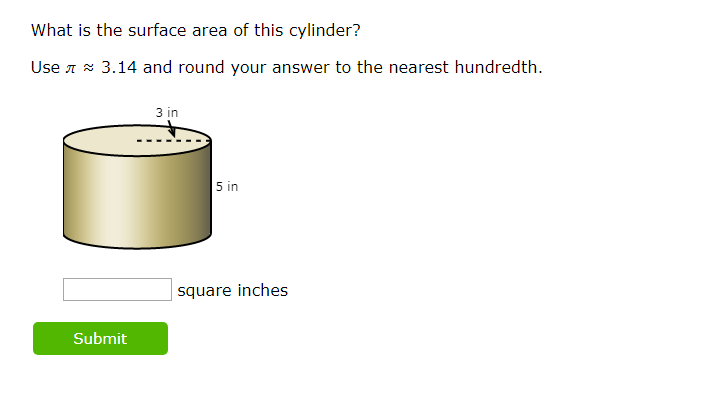 What is the surface area of this cylinder?
Use π ≈ 3.14 and round your answer to the nearest hundredth.
3 in
5 in
square inches
Submit